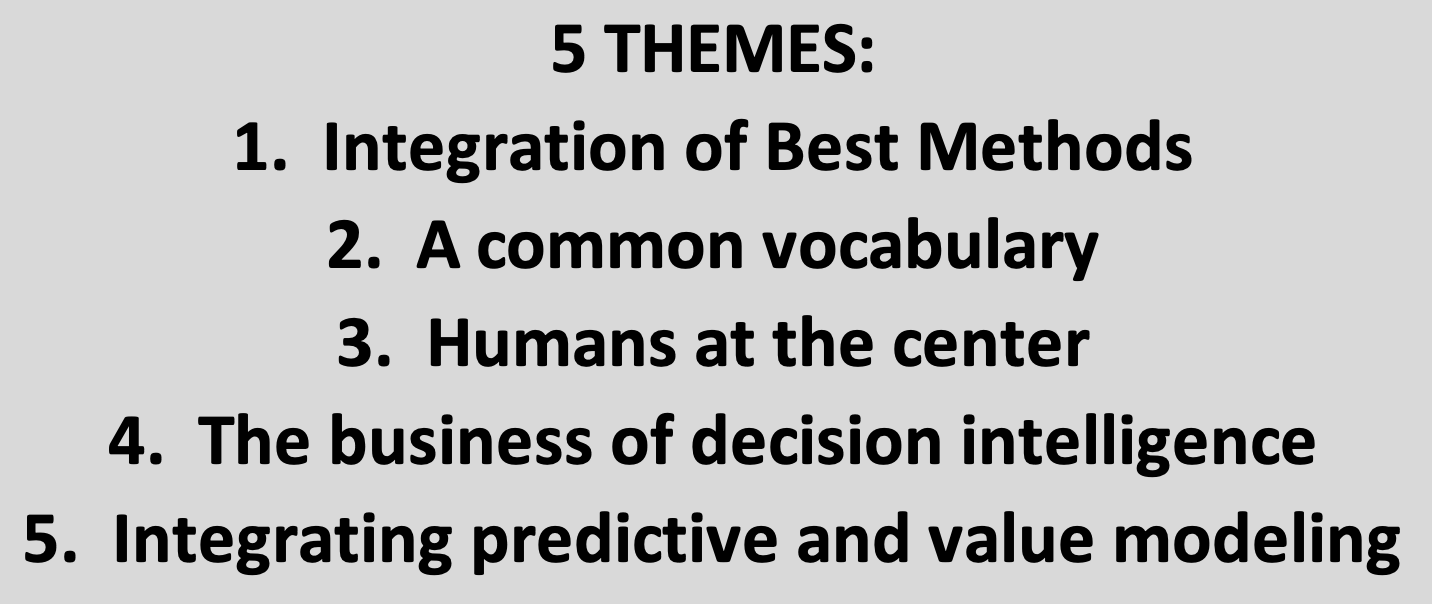 5 THEMES:
1. Integration of Best Methods
2. A common vocabulary
3. Humans at the center
4. The business of decision intelligence
5. Integrating predictive and value modeling